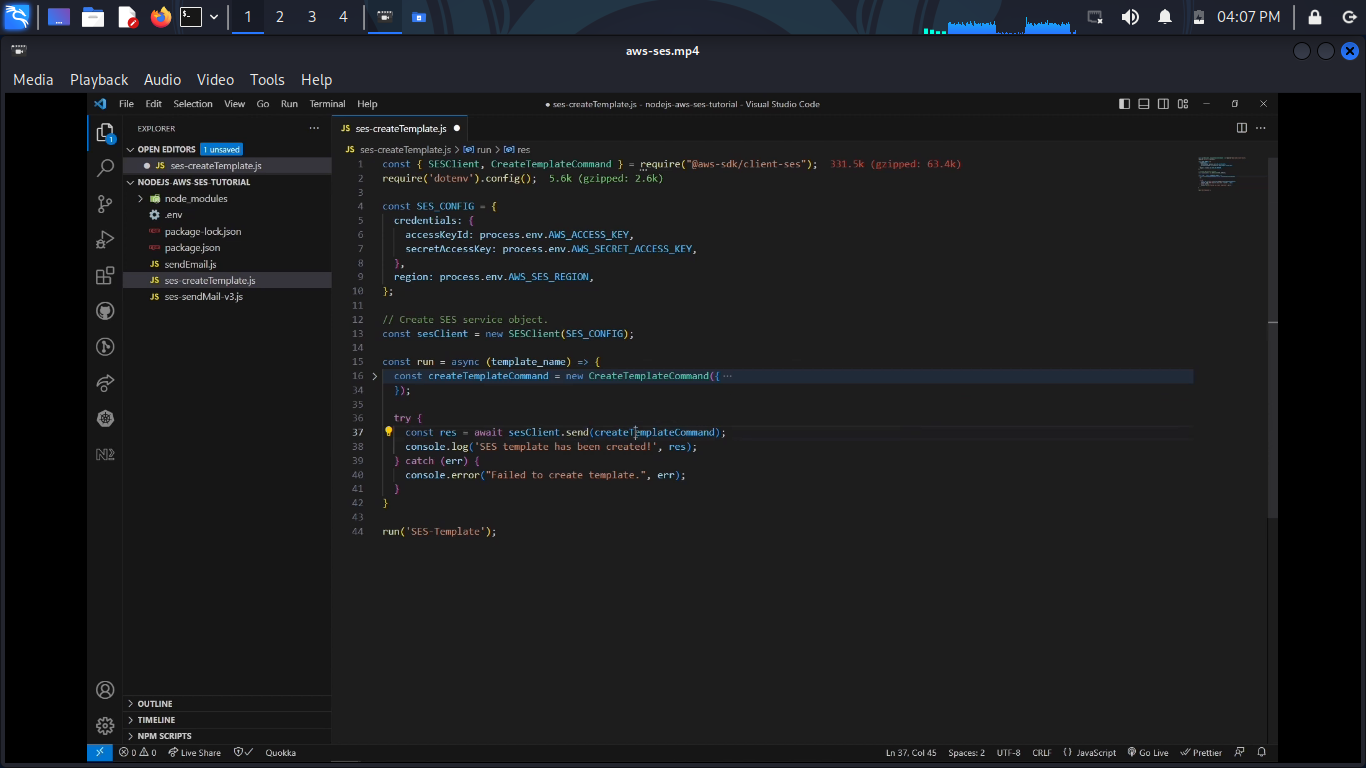 1 2 3 4 04:07 PM
aws-ses.mp4
Media Playback Audio Video Tools Help
File Edit Selection View Go Run Terminal Help
● ses-createTemplate.js - nodejs-aws-ses-tutorial - Visual Studio Code
EXPLORER
OPEN EDITORS 1 unsaved
JS ses-createTemplate.js
NODEJS-AWS-SES-TUTORIAL
node_modules
.env
package-lock.json
package.json
JS sendEmail.js
JS ses-createTemplate.js
JS ses-sendMail-v3.js
OUTLINE
TIMELINE
NPM SCRIPTS
JS ses-createTemplate.js ●
JS ses-createTemplate.js > run > res
1 const { SESClient, CreateTemplateCommand } = require("@aws-sdk/client-ses"); 331.5k (gzipped: 63.4k)
2 require('dotenv').config(); 5.6k (gzipped: 2.6k)
3
4 const SES_CONFIG = {
5 credentials: {
6 accessKeyId: process.env.AWS_ACCESS_KEY,
7 secretAccessKey: process.env.AWS_SECRET_ACCESS_KEY,
8 },
9 region: process.env.AWS_SES_REGION,
10 };
11
12 // Create SES service object.
13 const sesClient = new SESClient(SES_CONFIG);
14
15 const run = async (template_name) => {
16 const createTemplateCommand = new CreateTemplateCommand({ ⋯
34 });
35
36 try {
37 const res = await sesClient.send(createTemplateCommand);
38 console.log('SES template has been created!', res);
39 } catch (err) {
40 console.error("Failed to create template.", err);
41 }
42 }
43
44 run('SES-Template');
0 0 Live Share Quokka Ln 37, Col 45 Spaces: 2 UTF-8 CRLF {} JavaScript Go Live Prettier